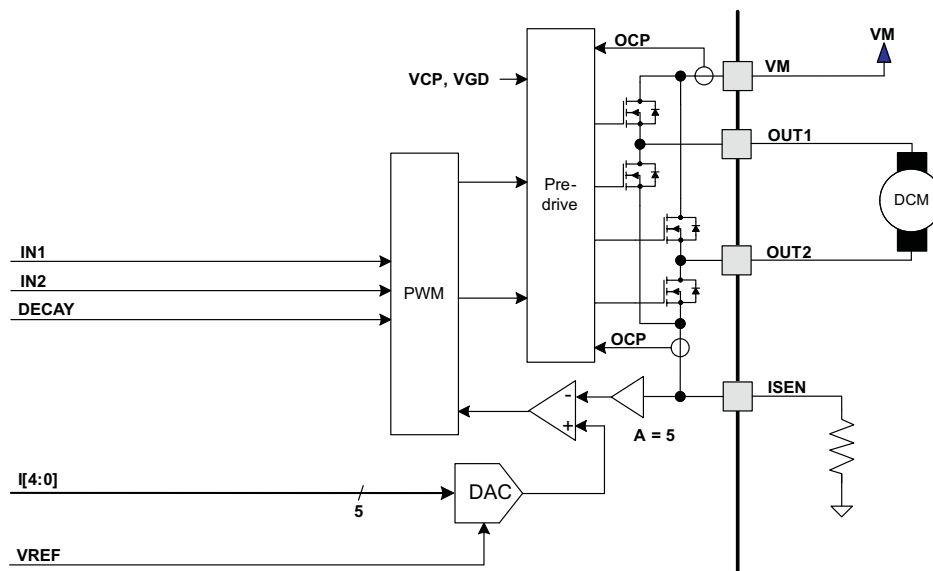 OCP
VM
VM
VCP, VGD
OUT1
Pre-
drive
DCM
IN1
OUT2
IN2
PWM
DECAY
OCP
ISEN
-
+
A = 5
I[4:0]
5
DAC
VREF